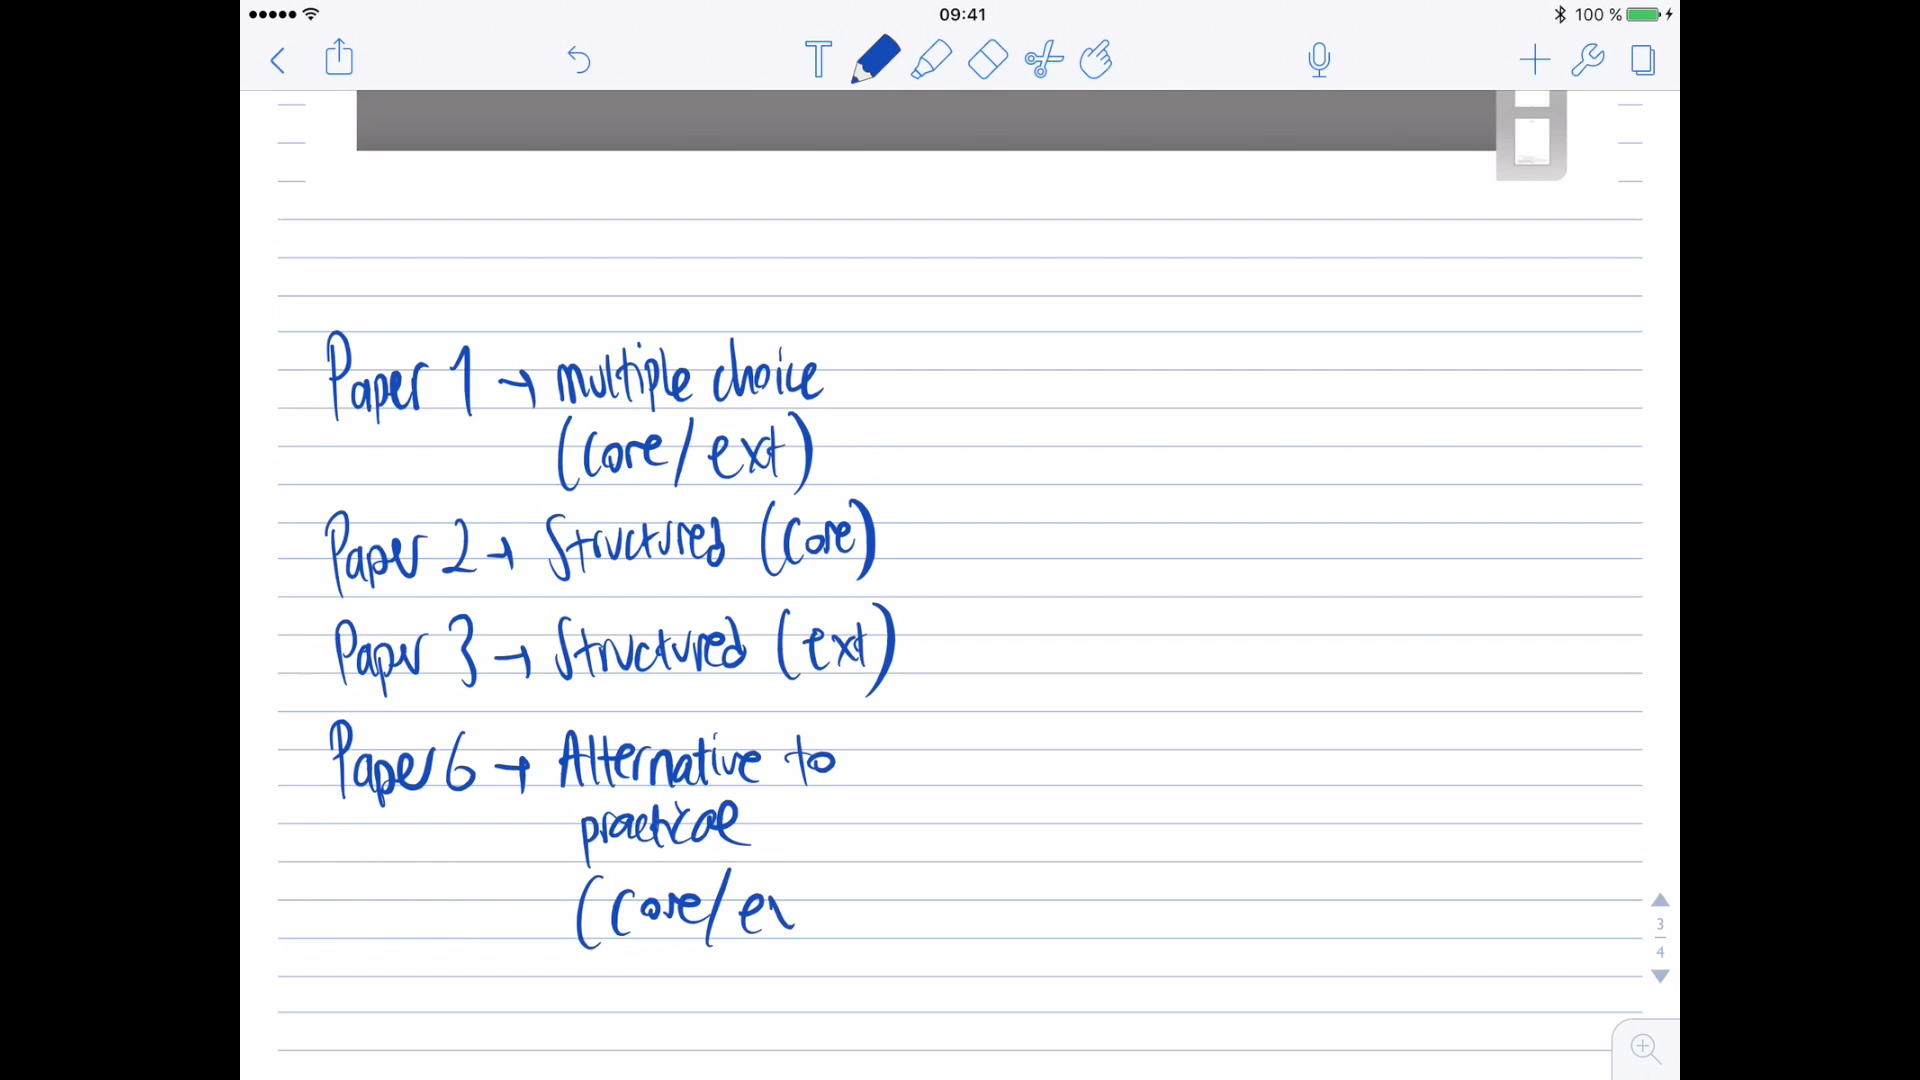 09:41
100 %
T
Paper 1 → multiple choice
(core/ext)
Paper 2 → Structured (core)
Paper 3 → Structured (ext)
Paper 6 → Alternative to
practical
(core/ex
3
4